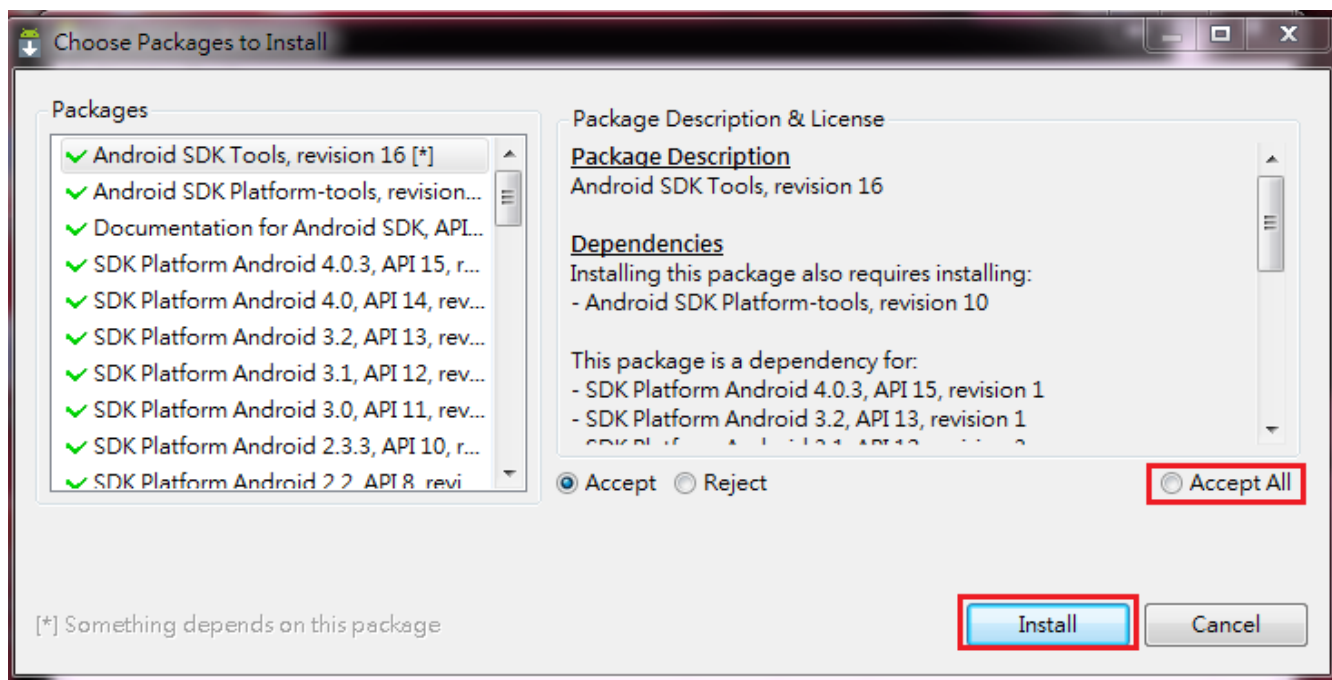 Choose Packages to Install
Packages
Android SDK Tools, revision 16 [*]
Android SDK Platform-tools, revision...
Documentation for Android SDK, API...
SDK Platform Android 4.0.3, API 15, r...
SDK Platform Android 4.0, API 14, rev...
SDK Platform Android 3.2, API 13, rev...
SDK Platform Android 3.1, API 12, rev...
SDK Platform Android 3.0, API 11, rev...
SDK Platform Android 2.3.3, API 10, r...
SDK Platform Android 2.2, API 8, revi
Package Description & License
Package Description
Android SDK Tools, revision 16
Dependencies
Installing this package also requires installing:
- Android SDK Platform-tools, revision 10
This package is a dependency for:
- SDK Platform Android 4.0.3, API 15, revision 1
- SDK Platform Android 3.2, API 13, revision 1
Accept
Reject
Accept All
[*] Something depends on this package
Install
Cancel